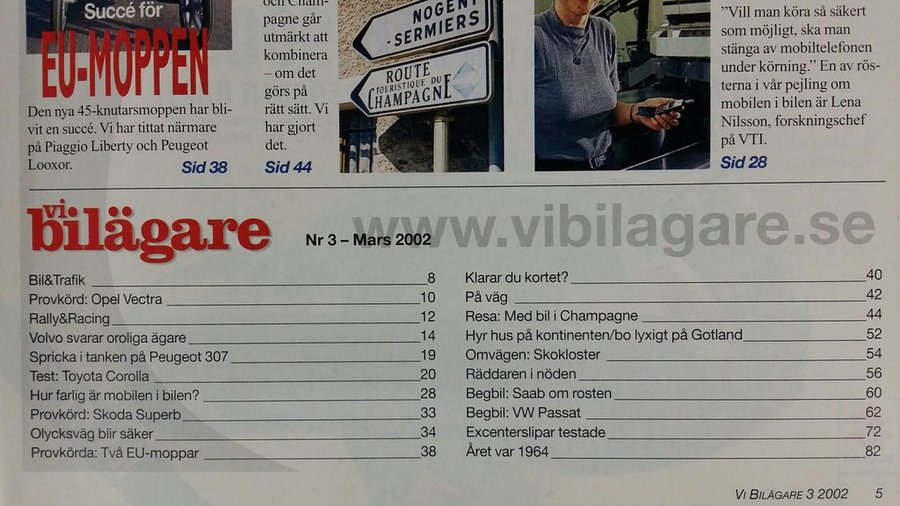 Succé för
EU-MOPPEN
Den nya 45-knutarsmoppen har bli-
vit en succé. Vi har tittat närmare
på Piaggio Liberty och Peugeot
Looxor.
Sid 38
och Cham-
pagne går
utmärkt att
kombinera
– om det
görs på
rätt sätt. Vi
har gjort
det.
Sid 44
NOGENT
-SERMIERS
ROUTE
TOURISTIQUE DU
CHAMPAGNE
”Vill man köra så säkert
som möjligt, ska man
stänga av mobiltelefonen
under körning.” En av rös-
terna i vår pejling om
mobilen i bilen är Lena
Nilsson, forskningschef
på VTI.
Sid 28
vi bilägare
Nr 3 – Mars 2002
www.vibilagare.se
Bil&Trafik 8
Provkörd: Opel Vectra 10
Rally&Racing 12
Volvo svarar oroliga ägare 14
Spricka i tanken på Peugeot 307 19
Test: Toyota Corolla 20
Hur farlig är mobilen i bilen? 28
Provkörd: Skoda Superb 33
Olycksväg blir säker 34
Provkörda: Två EU-moppar 38
Klarar du kortet? 40
På väg 42
Resa: Med bil i Champagne 44
Hyr hus på kontinenten/bo lyxigt på Gotland 52
Omvägen: Skokloster 54
Räddaren i nöden 56
Begbil: Saab om rosten 60
Begbil: VW Passat 62
Excenterslipar testade 72
Året var 1964 82
VI BILÄGARE 3 2002 5